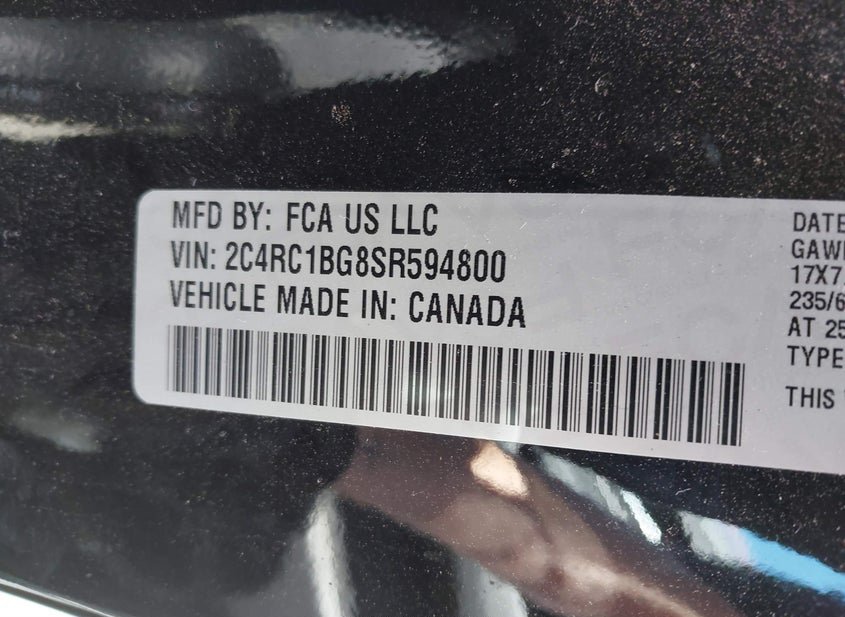 MFD BY: FCA US LLC
VIN: 2C4RC1BG8SR594800
VEHICLE MADE IN: CANADA
DATE
GAW
17X7
235/6
AT 25
TYPE
THIS